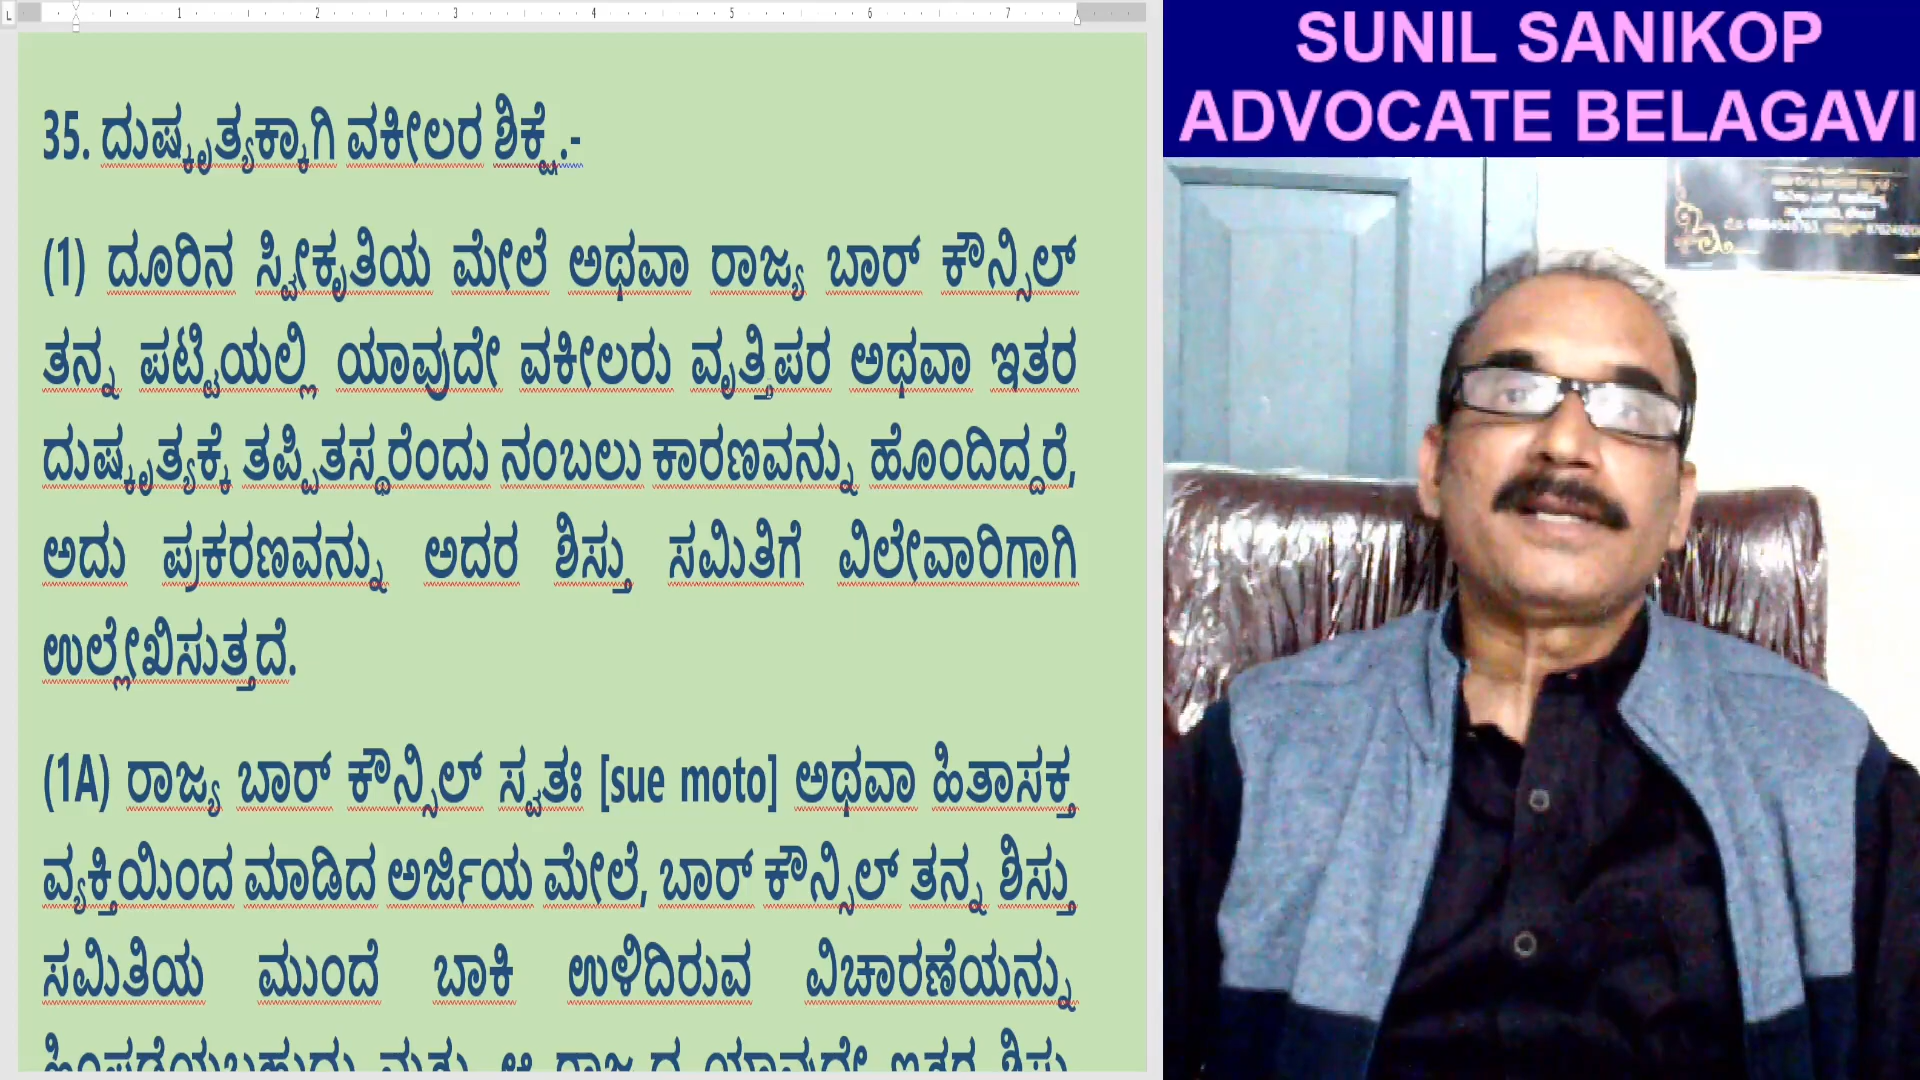 35. ದುಷ್ಕೃತ್ಯಕ್ಕಾಗಿ ವಕೀಲರ ಶಿಕ್ಷೆ.-
(1) ದೂರಿನ ಸ್ವೀಕೃತಿಯ ಮೇಲೆ ಅಥವಾ ರಾಜ್ಯ ಬಾರ್ ಕೌನ್ಸಿಲ್
ತನ್ನ ಪಟ್ಟಿಯಲ್ಲಿ ಯಾವುದೇ ವಕೀಲರು ವೃತ್ತಿಪರ ಅಥವಾ ಇತರ
ದುಷ್ಕೃತ್ಯಕ್ಕೆ ತಪ್ಪಿತಸ್ಥರೆಂದು ನಂಬಲು ಕಾರಣವನ್ನು ಹೊಂದಿದ್ದರೆ,
ಅದು ಪ್ರಕರಣವನ್ನು ಅದರ ಶಿಸ್ತು ಸಮಿತಿಗೆ ವಿಲೇವಾರಿಗಾಗಿ
ಉಲ್ಲೇಖಿಸುತ್ತದೆ.
(1A) ರಾಜ್ಯ ಬಾರ್ ಕೌನ್ಸಿಲ್ ಸ್ವತಃ [sue moto] ಅಥವಾ ಹಿತಾಸಕ್ತ
ವ್ಯಕ್ತಿಯಿಂದ ಮಾಡಿದ ಅರ್ಜಿಯ ಮೇಲೆ, ಬಾರ್ ಕೌನ್ಸಿಲ್ ತನ್ನ ಶಿಸ್ತು
ಸಮಿತಿಯ ಮುಂದೆ ಬಾಕಿ ಉಳಿದಿರುವ ವಿಚಾರಣೆಯನ್ನು
SUNIL SANIKOP
ADVOCATE BELAGAVI